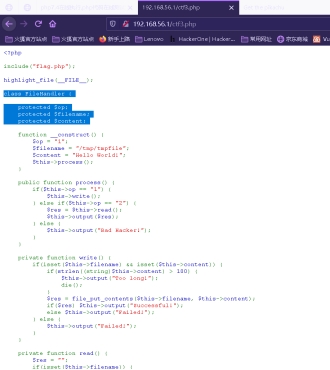 192.168.56.1/ctf3.php
192.168.56.1/ctf3.php
火狐官方站点 火狐官方站点 新手上路 Lenovo HackerOne | Hacker... 常用网址 京东商城
<?php
include("flag.php");
highlight_file(__FILE__);
class FileHandler {
protected $op;
protected $filename;
protected $content;
function __construct() {
$op = "1";
$filename = "/tmp/tmpfile";
$content = "Hello World!";
$this->process();
}
public function process() {
if($this->op == "1") {
$this->write();
} else if($this->op == "2") {
$res = $this->read();
$this->output($res);
} else {
$this->output("Bad Hacker!");
}
}
private function write() {
if(isset($this->filename) && isset($this->content)) {
if(strlen((string)$this->content) > 100) {
$this->output("Too long!");
die();
}
$res = file_put_contents($this->filename, $this->content);
if($res) $this->output("Successful!");
else $this->output("Failed!");
} else {
$this->output("Failed!");
}
}
private function read() {
$res = "";
if(isset($this->filename)) {